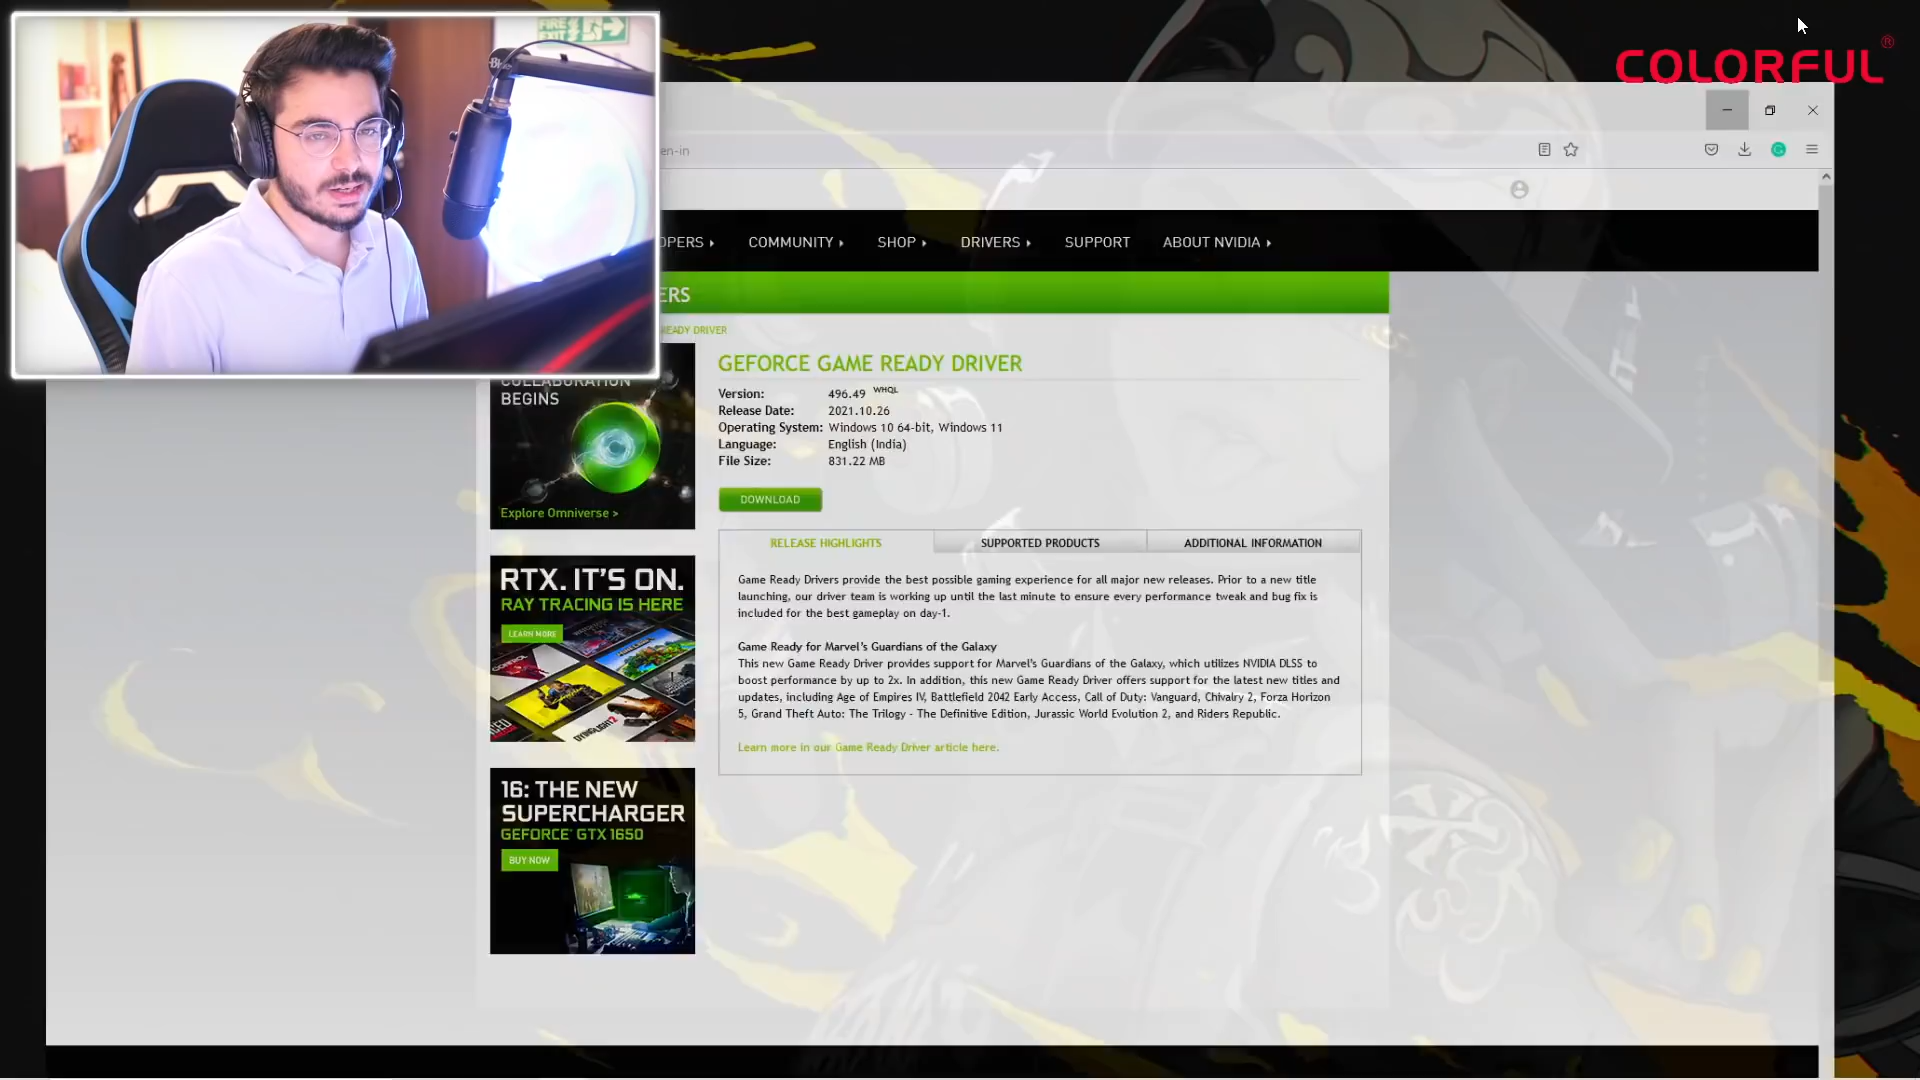 FIRE EXIT
COLORFUL®
Blue
en-in
OPERS
COMMUNITY
SHOP
DRIVERS
SUPPORT
ABOUT NVIDIA
ERS
READY DRIVER
GEFORCE GAME READY DRIVER
Version: 496.49 WHQL
Release Date: 2021.10.26
Operating System: Windows 10 64-bit, Windows 11
Language: English (India)
File Size: 831.22 MB
DOWNLOAD
COLLABORATION
BEGINS
Explore Omniverse >
RELEASE HIGHLIGHTS
SUPPORTED PRODUCTS
ADDITIONAL INFORMATION
Game Ready Drivers provide the best possible gaming experience for all major new releases. Prior to a new title
launching, our driver team is working up until the last minute to ensure every performance tweak and bug fix is
included for the best gameplay on day-1.
Game Ready for Marvel's Guardians of the Galaxy
This new Game Ready Driver provides support for Marvel's Guardians of the Galaxy, which utilizes NVIDIA DLSS to
boost performance by up to 2x. In addition, this new Game Ready Driver offers support for the latest new titles and
updates, including Age of Empires IV, Battlefield 2042 Early Access, Call of Duty: Vanguard, Chivalry 2, Forza Horizon
5, Grand Theft Auto: The Trilogy - The Definitive Edition, Jurassic World Evolution 2, and Riders Republic.
Learn more in our Game Ready Driver article here.
RTX. IT'S ON.
RAY TRACING IS HERE
LEARN MORE
CONTROL
DYING LIGHT 2
16: THE NEW
SUPERCHARGER
GEFORCE® GTX 1650
BUY NOW